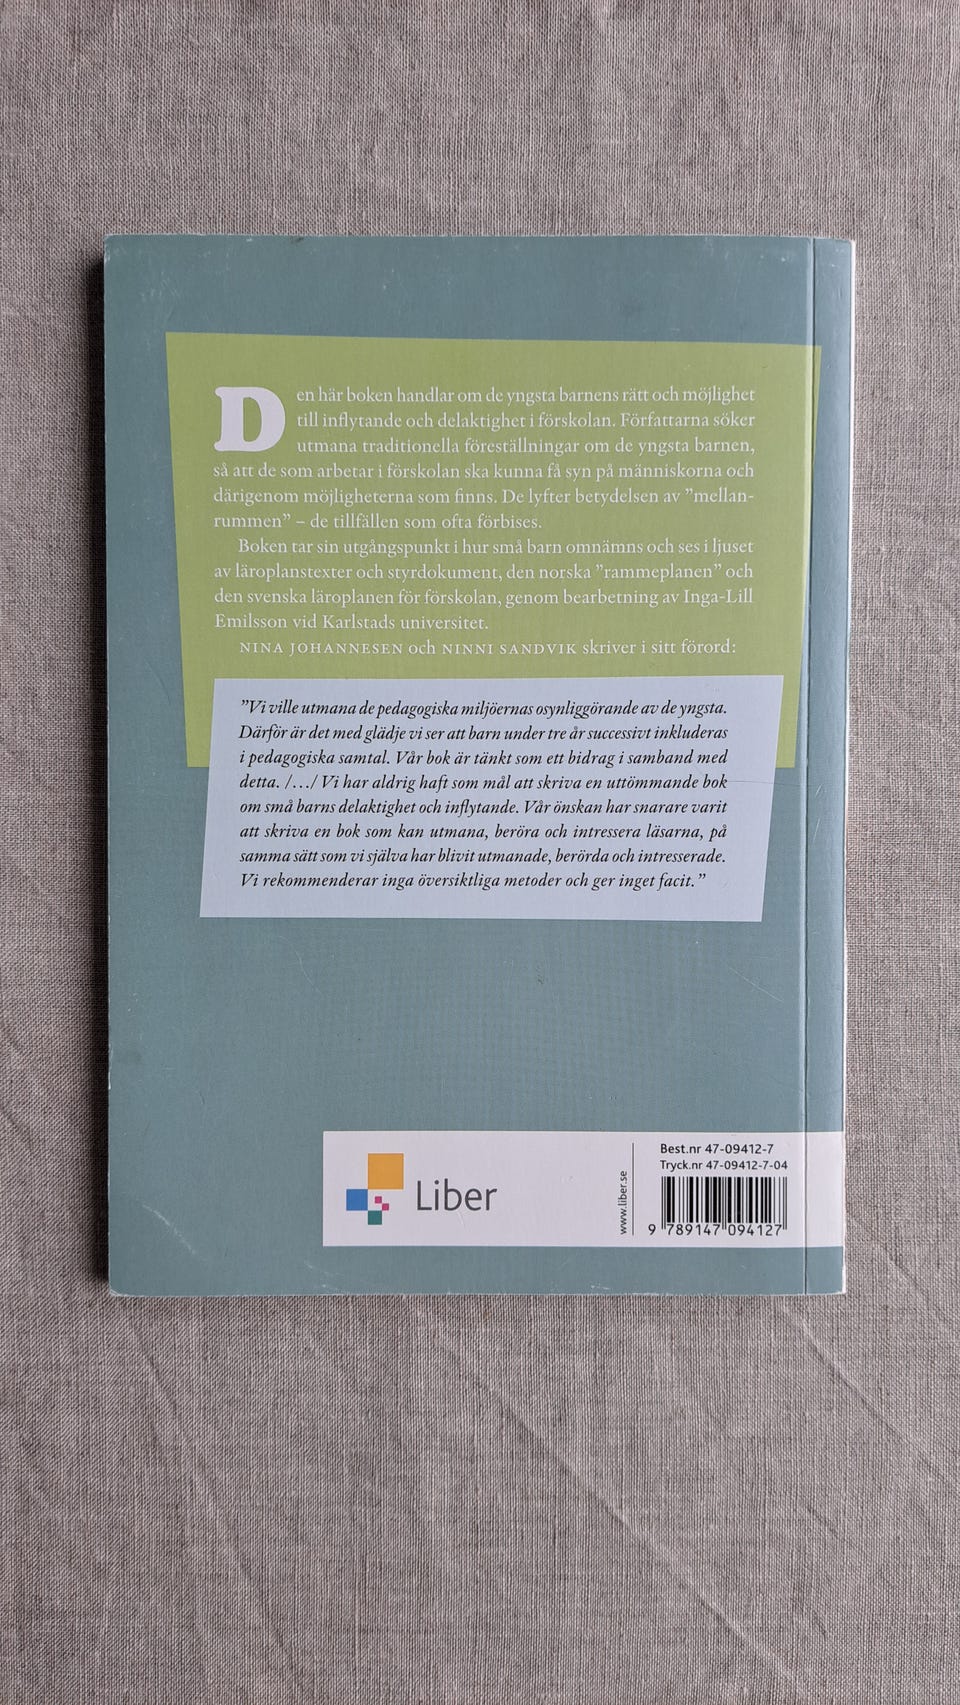 Den här boken handlar om de yngsta barnens rätt och möjlighet
till inflytande och delaktighet i förskolan. Författarna söker
utmana traditionella föreställningar om de yngsta barnen,
så att de som arbetar i förskolan ska kunna få syn på människorna och
därigenom möjligheterna som finns. De lyfter betydelsen av ”mellan-
rummen” – de tillfällen som ofta förbises.
Boken tar sin utgångspunkt i hur små barn omnämns och ses i ljuset
av läroplanstexter och styrdokument, den norska ”rammeplanen” och
den svenska läroplanen för förskolan, genom bearbetning av Inga-Lill
Emilsson vid Karlstads universitet.
NINA JOHANNESEN och NINNI SANDVIK skriver i sitt förord:
”Vi ville utmana de pedagogiska miljöernas osynliggörande av de yngsta.
Därför är det med glädje vi ser att barn under tre år successivt inkluderas
i pedagogiska samtal. Vår bok är tänkt som ett bidrag i samband med
detta. /…/ Vi har aldrig haft som mål att skriva en uttömmande bok
om små barns delaktighet och inflytande. Vår önskan har snarare varit
att skriva en bok som kan utmana, beröra och intressera läsarna, på
samma sätt som vi själva har blivit utmanade, berörda och intresserade.
Vi rekommenderar inga översiktliga metoder och ger inget facit.”
Liber
www.liber.se
Best.nr 47-09412-7
Tryck.nr 47-09412-7-04
9 789147 094127